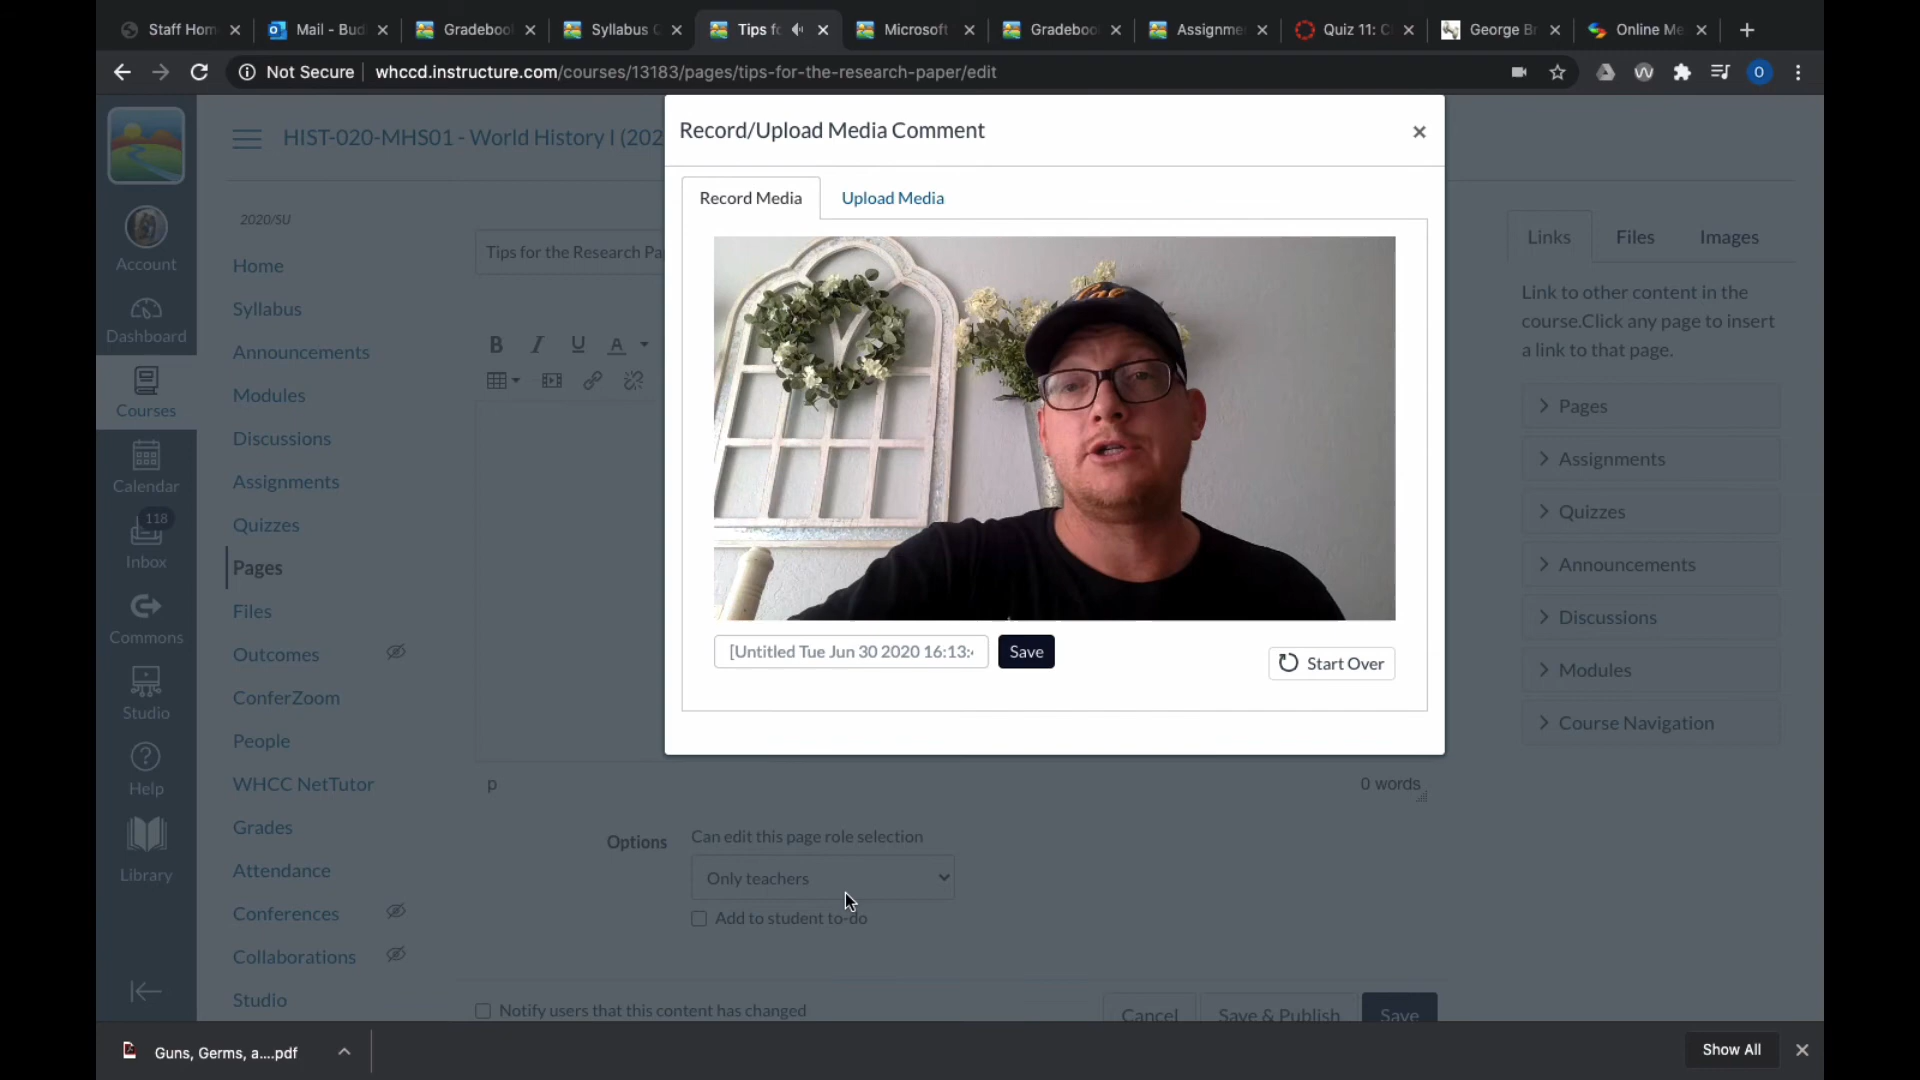 Staff Hom
Mail - Bud
Gradebook
Syllabus Q
Tips fo
Microsoft
Gradebook
Assignme
Quiz 11: C
George Br
Online Me
Not Secure
whccd.instructure.com/courses/13183/pages/tips-for-the-research-paper/edit
O
HIST-020-MHS01 - World History I (202
Record/Upload Media Comment
Record Media
Upload Media
[Untitled Tue Jun 30 2020 16:13:
Save
Start Over
Account
Dashboard
Courses
Calendar
118
Inbox
Commons
Studio
Help
Library
2020/SU
Home
Syllabus
Announcements
Modules
Discussions
Assignments
Quizzes
Pages
Files
Outcomes
ConferZoom
People
WHCC NetTutor
Grades
Attendance
Conferences
Collaborations
Studio
Tips for the Research Pa
B I U A
p
0 words
Options
Can edit this page role selection
Only teachers
Add to student to-do
Notify users that this content has changed
Cancel
Save & Publish
Save
Links
Files
Images
Link to other content in the
course.Click any page to insert
a link to that page.
Pages
Assignments
Quizzes
Announcements
Discussions
Modules
Course Navigation
Guns, Germs, a....pdf
Show All